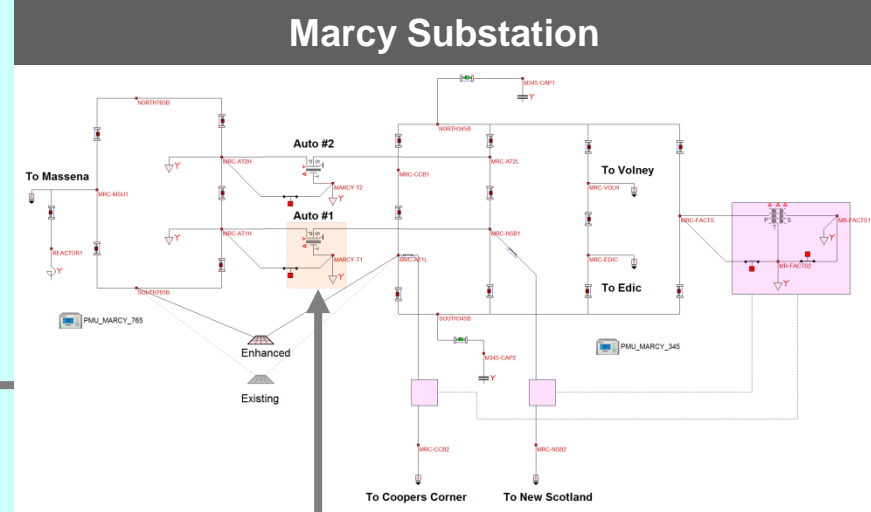 Marcy Substation
M345-CAP1
NORTH765B
NORTH345B
Auto #2
To Massena
MRC-AT2H
MRC-CCB1
MRC-AT2L
To Volney
MRC-MSU1
MARCY-T2
MRC-VOLN
Auto #1
MRC-FACTS
MR-FACTS1
MRC-AT1H
MRC-NSB1
REACTOR1
MARCY-T1
MRC-AT1L
MRC-EDIC
MR-FACTS2
SOUTH765B
To Edic
PMU_MARCY_765
SOUTH345B
Enhanced
PMU_MARCY_345
M345-CAP2
Existing
MRC-CCB2
MRC-NSB2
To Coopers Corner
To New Scotland